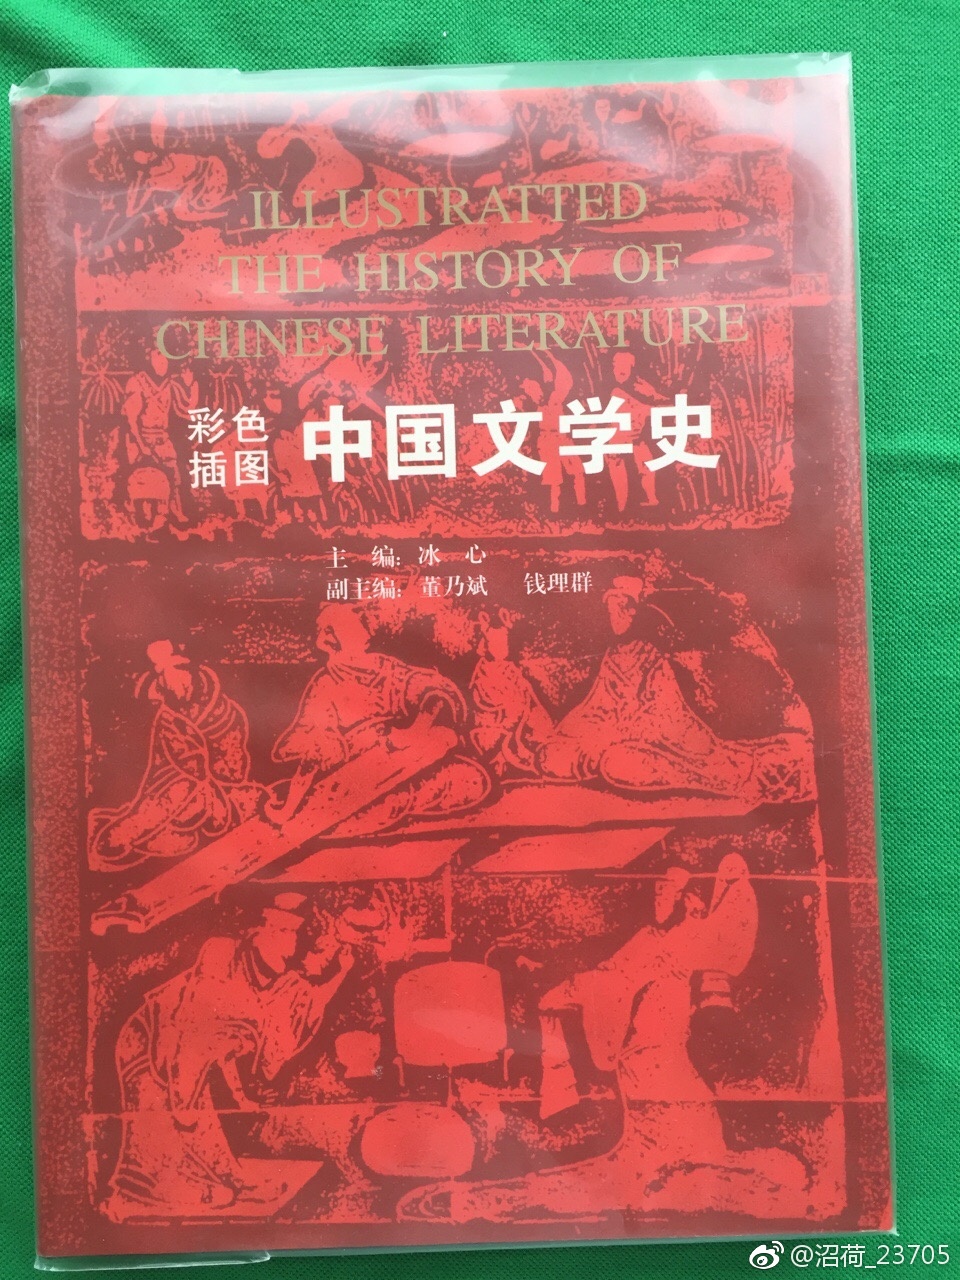 ILLUSTRATTED
THE HISTORY OF
CHINESE LITERATURE
彩色
插图 中国文学史
主 编：冰 心
副主编：董乃斌 钱理群
@沼荷_23705